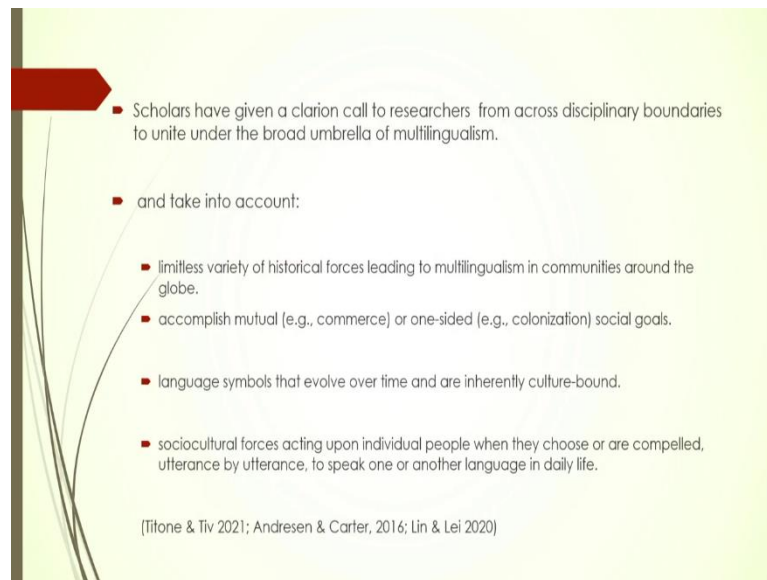 Scholars have given a clarion call to researchers from across disciplinary boundaries
to unite under the broad umbrella of multilingualism.
and take into account:
limitless variety of historical forces leading to multilingualism in communities around the
globe.
accomplish mutual (e.g., commerce) or one-sided (e.g., colonization) social goals.
language symbols that evolve over time and are inherently culture-bound.
sociocultural forces acting upon individual people when they choose or are compelled,
utterance by utterance, to speak one or another language in daily life.
(Titone & Tiv 2021; Andresen & Carter, 2016; Lin & Lei 2020)